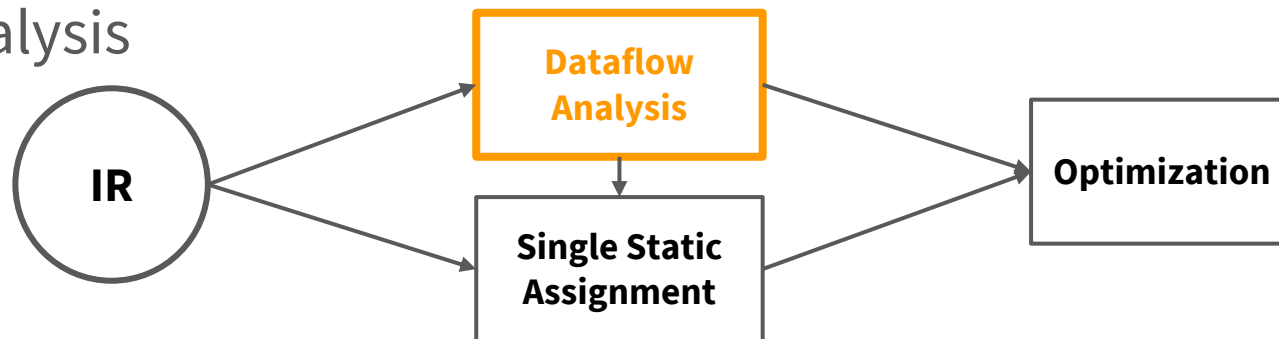 alysis
Dataflow
Analysis
IR
Optimization
Single Static
Assignment